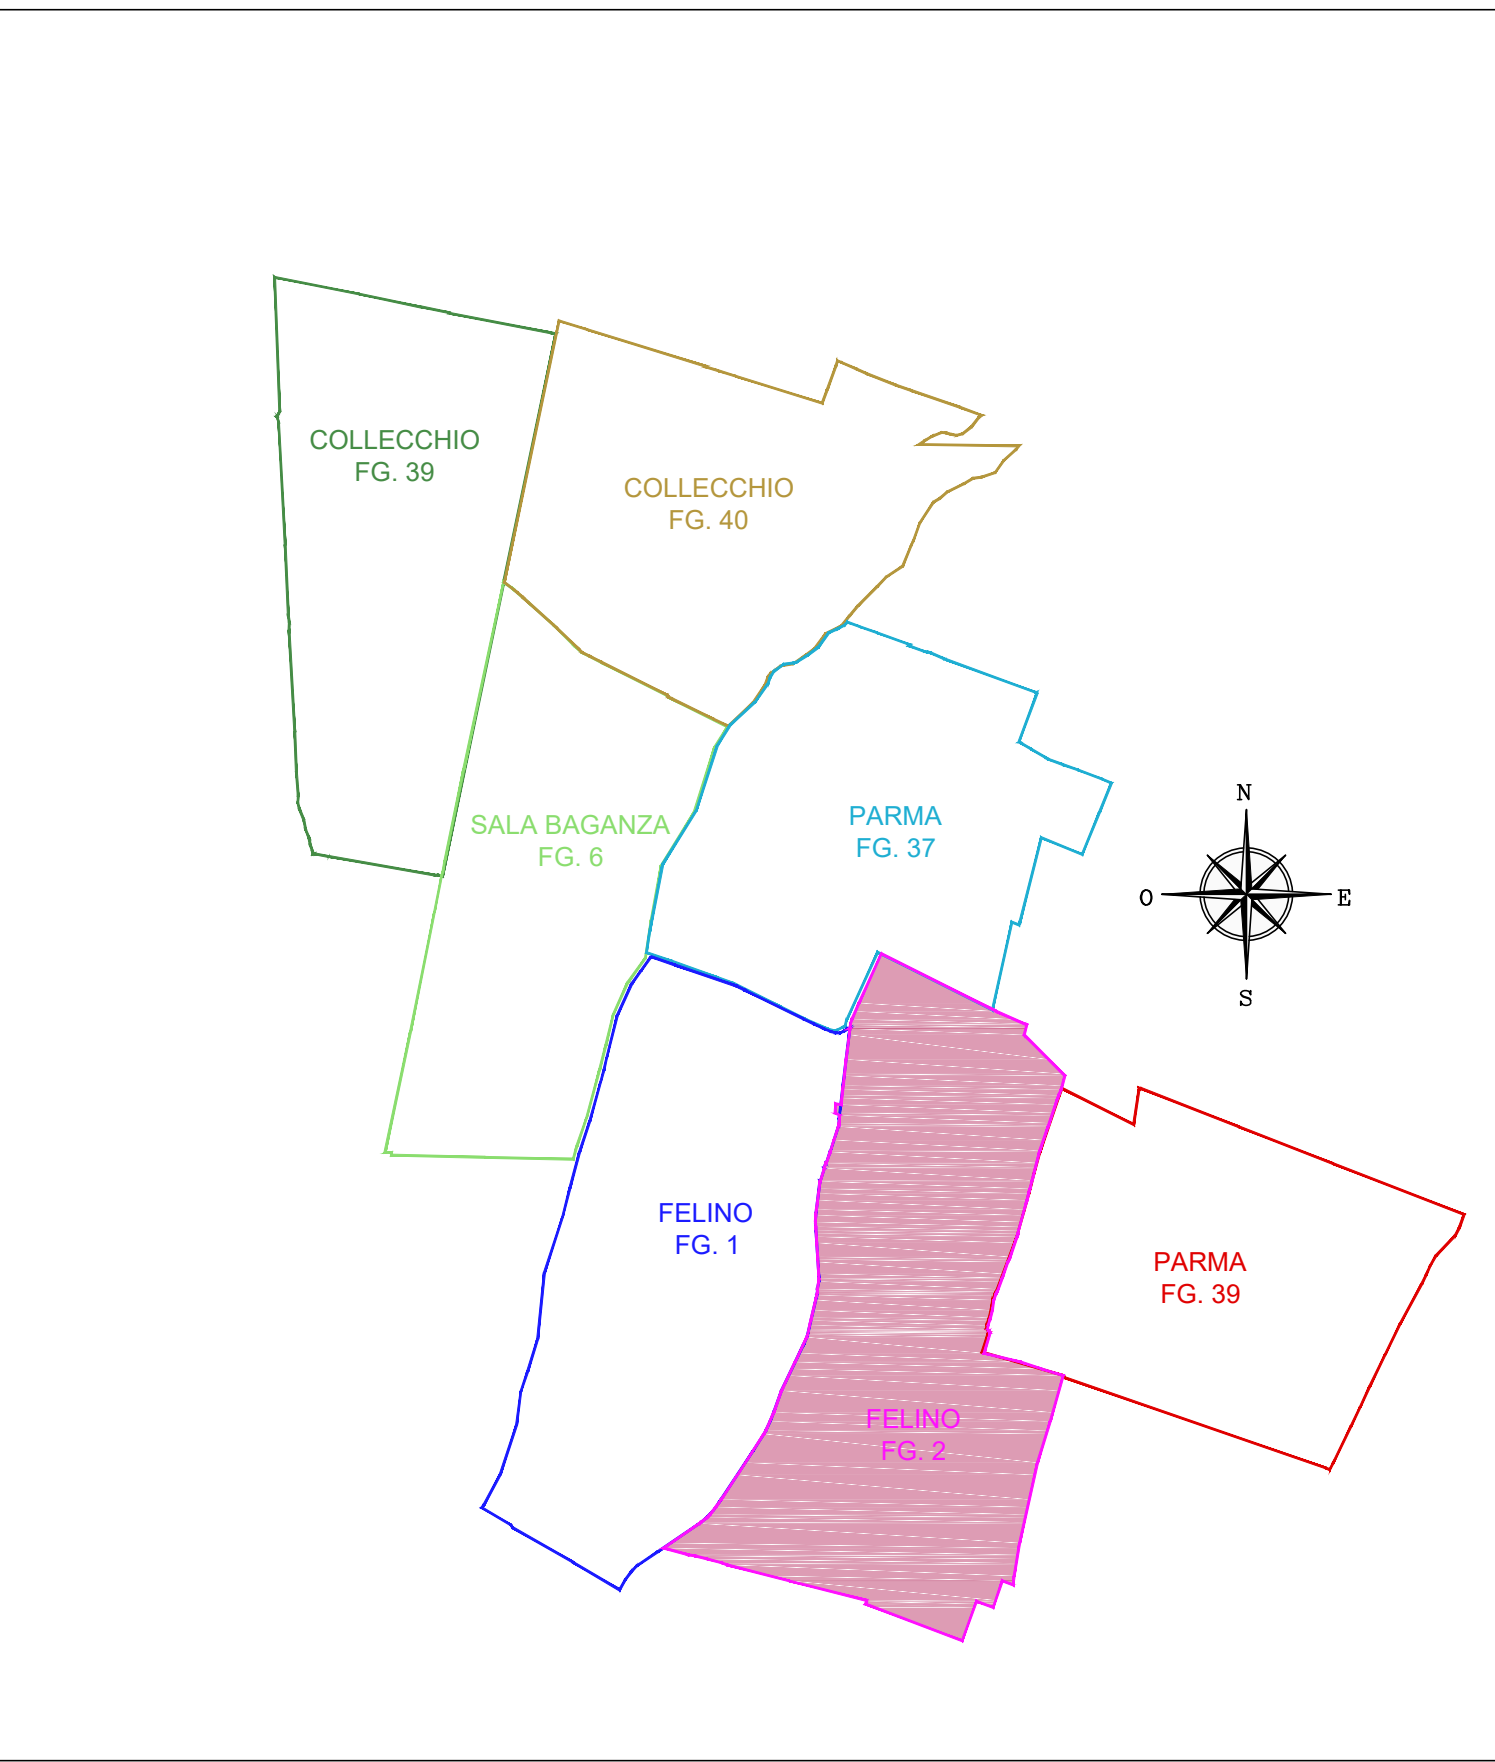 COLLECCHIO
FG. 39
COLLECCHIO
FG. 40
SALA BAGANZA
FG. 6
PARMA
FG. 37
N
O
E
S
FELINO
FG. 1
PARMA
FG. 39
FELINO
FG. 2